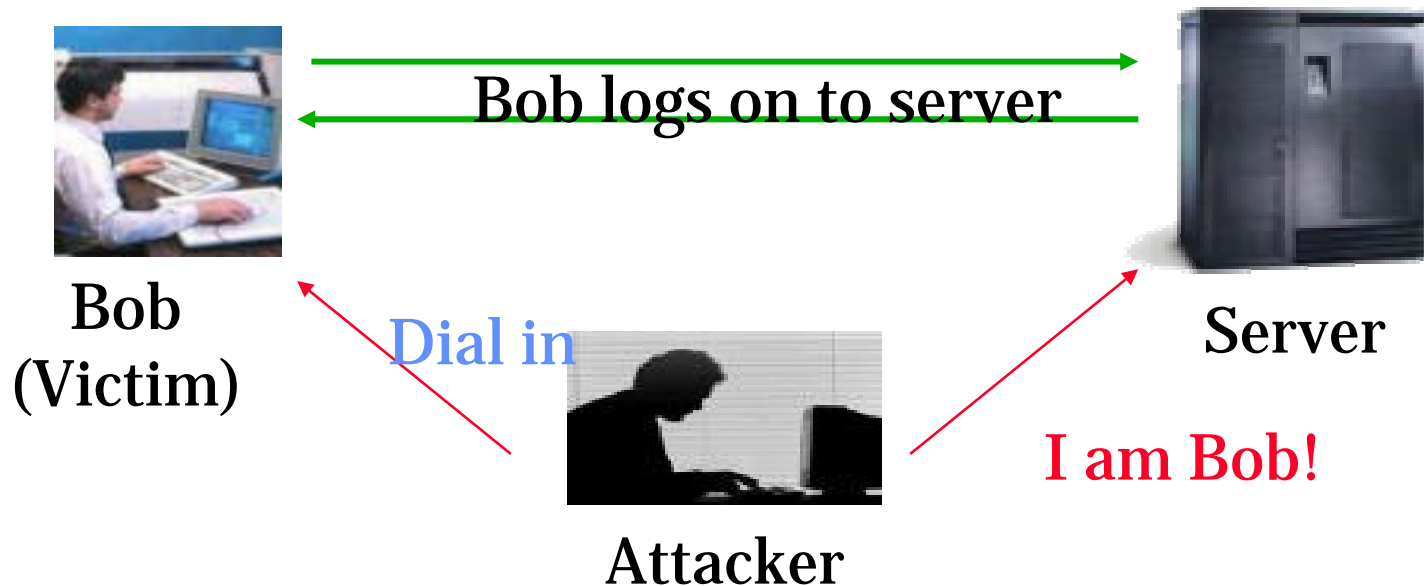 Bob logs on to server
Bob
(Victim)
Dial in
Server
I am Bob!
Attacker